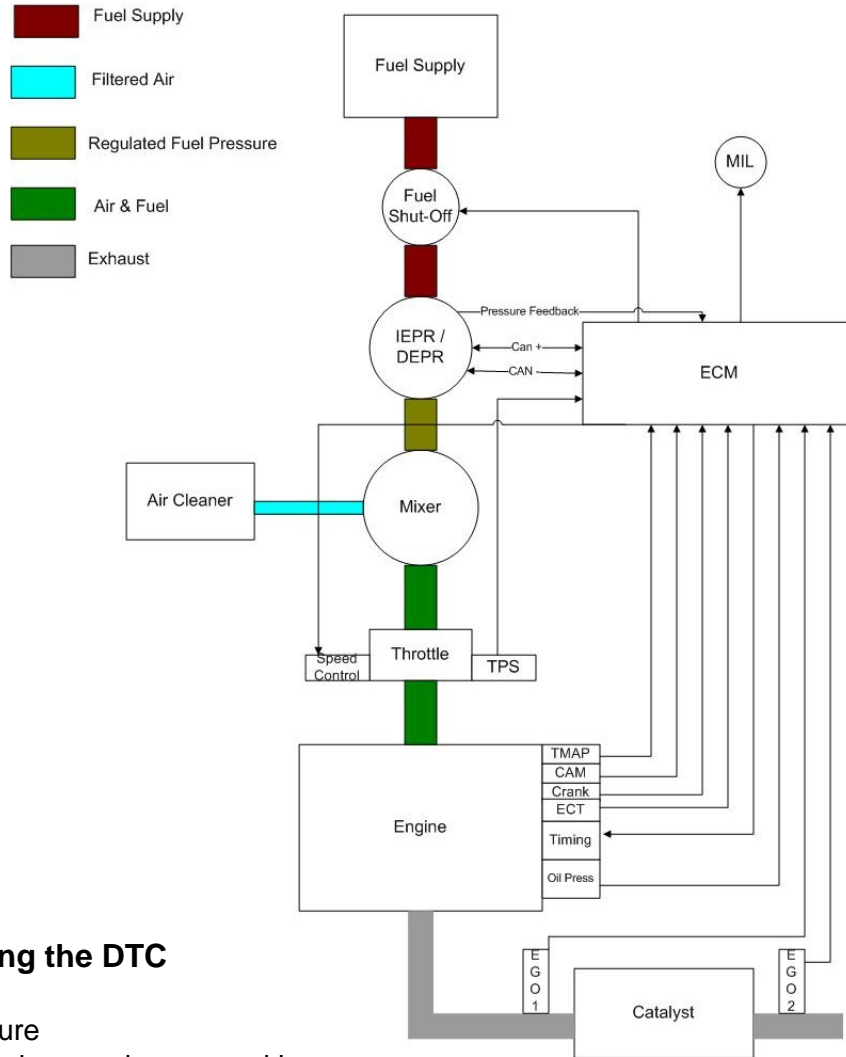 Fuel Supply
Filtered Air
Regulated Fuel Pressure
Air & Fuel
Exhaust
Fuel Supply
MIL
Fuel
Shut-Off
Pressure Feedback
IEPR /
DEPR
Can +
CAN -
ECM
Air Cleaner
Mixer
Speed
Control
Throttle
TPS
Engine
TMAP
CAM
Crank
ECT
Timing
Oil Press
ng the DTC
E
G
O
1
E
G
O
2
Catalyst
ure